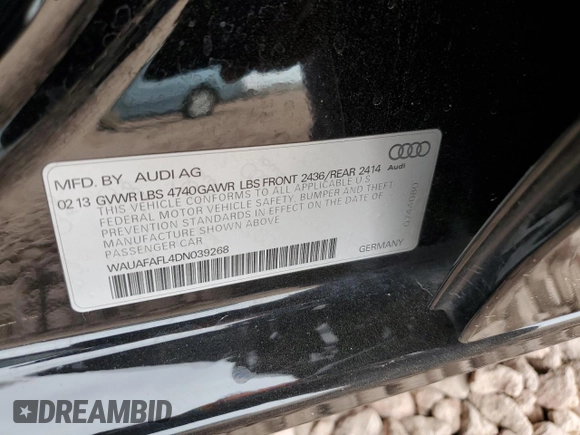 MFD. BY AUDI AG
Audi
02 13 GVWR LBS 4740GAWR LBS FRONT 2436/REAR 2414
THIS VEHICLE CONFORMS TO ALL APPLICABLE U.S.
FEDERAL MOTOR VEHICLE SAFETY, BUMPER AND THEFT
PREVENTION STANDARDS IN EFFECT ON THE DATE OF
MANUFACTURE SHOWN ABOVE
PASSENGER CAR
WAUAFAFL4DN039268
GERMANY
DREAMBID